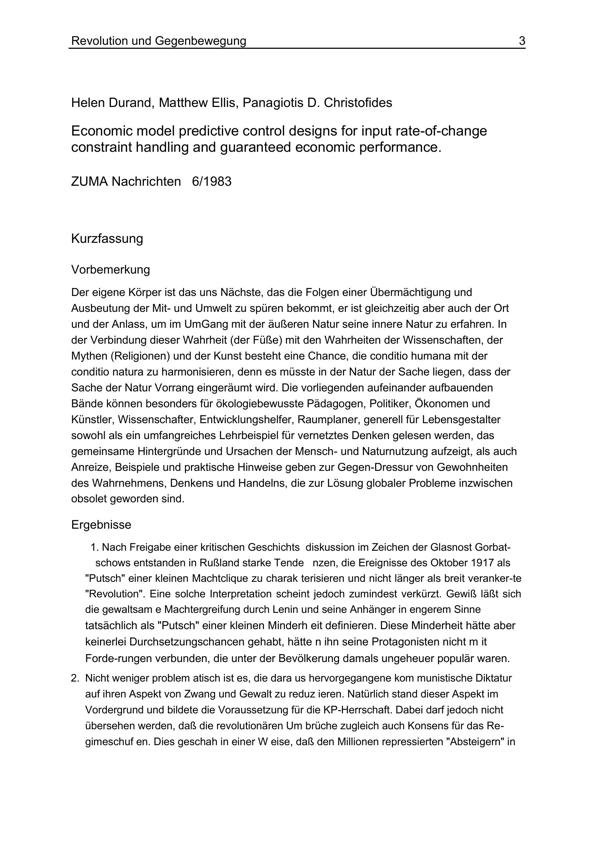 Revolution und Gegenbewegung 3
Helen Durand, Matthew Ellis, Panagiotis D. Christofides
Economic model predictive control designs for input rate-of-change
constraint handling and guaranteed economic performance.
ZUMA Nachrichten 6/1983
Kurzfassung
Vorbemerkung
Der eigene Körper ist das uns Nächste, das die Folgen einer Übermächtigung und
Ausbeutung der Mit- und Umwelt zu spüren bekommt, er ist gleichzeitig aber auch der Ort
und der Anlass, um im UmGang mit der äußeren Natur seine innere Natur zu erfahren. In
der Verbindung dieser Wahrheit (der Füße) mit den Wahrheiten der Wissenschaften, der
Mythen (Religionen) und der Kunst besteht eine Chance, die conditio humana mit der
conditio natura zu harmonisieren, denn es müsste in der Natur der Sache liegen, dass der
Sache der Natur Vorrang eingeräumt wird. Die vorliegenden aufeinander aufbauenden
Bände können besonders für ökologiebewusste Pädagogen, Politiker, Ökonomen und
Künstler, Wissenschafter, Entwicklungshelfer, Raumplaner, generell für Lebensgestalter
sowohl als ein umfangreiches Lehrbeispiel für vernetztes Denken gelesen werden, das
gemeinsame Hintergründe und Ursachen der Mensch- und Naturnutzung aufzeigt, als auch
Anreize, Beispiele und praktische Hinweise geben zur Gegen-Dressur von Gewohnheiten
des Wahrnehmens, Denkens und Handelns, die zur Lösung globaler Probleme inzwischen
obsolet geworden sind.
Ergebnisse
1. Nach Freigabe einer kritischen Geschichts diskussion im Zeichen der Glasnost Gorbat-
schows entstanden in Rußland starke Tende nzen, die Ereignisse des Oktober 1917 als
"Putsch" einer kleinen Machtclique zu charak terisieren und nicht länger als breit veranker-te
"Revolution". Eine solche Interpretation scheint jedoch zumindest verkürzt. Gewiß läßt sich
die gewaltsam e Machtergreifung durch Lenin und seine Anhänger in engerem Sinne
tatsächlich als "Putsch" einer kleinen Minderh eit definieren. Diese Minderheit hätte aber
keinerlei Durchsetzungschancen gehabt, hätte n ihn seine Protagonisten nicht m it
Forde-rungen verbunden, die unter der Bevölkerung damals ungeheuer populär waren.
2. Nicht weniger problem atisch ist es, die dara us hervorgegangene kom munistische Diktatur
auf ihren Aspekt von Zwang und Gewalt zu reduz ieren. Natürlich stand dieser Aspekt im
Vordergrund und bildete die Voraussetzung für die KP-Herrschaft. Dabei darf jedoch nicht
übersehen werden, daß die revolutionären Um brüche zugleich auch Konsens für das Re-
gimeschuf en. Dies geschah in einer W eise, daß den Millionen repressierten "Absteigern" in